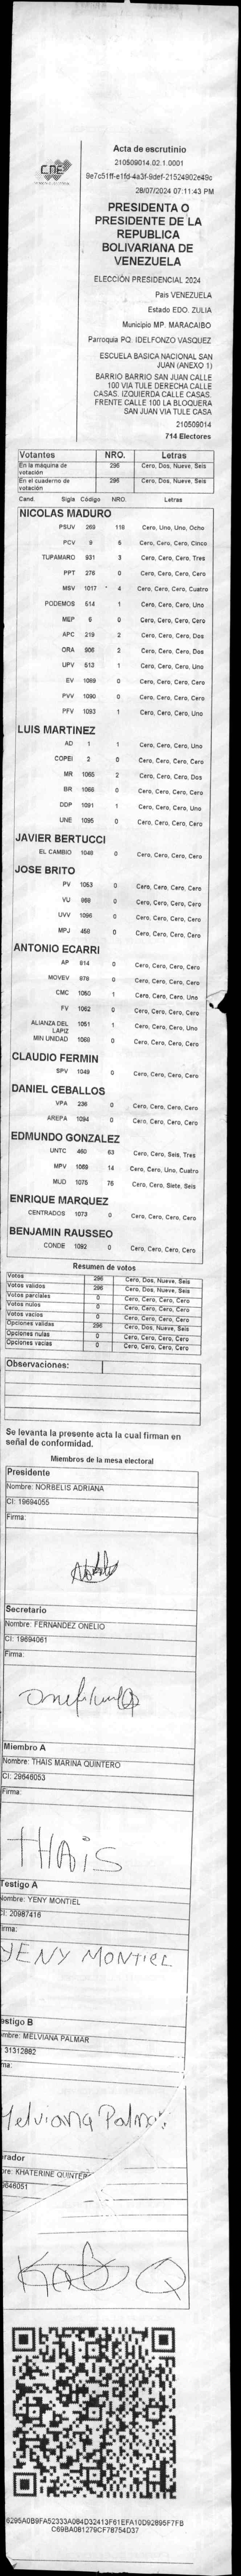 CNE
Acta de escrutinio
210509014.02.1.0001
9e7c51ff-e1fd-4a3f-9def-21524902e49c
28/07/2024 07:11:43 PM
PRESIDENTA O
PRESIDENTE DE LA
REPUBLICA
BOLIVARIANA DE
VENEZUELA
ELECCIÓN PRESIDENCIAL 2024
País VENEZUELA
Estado EDO. ZULIA
Municipio MP. MARACAIBO
Parroquia PQ. IDELFONZO VASQUEZ
ESCUELA BASICA NACIONAL SAN
JUAN (ANEXO 1)
BARRIO BARRIO SAN JUAN CALLE
100 VIA TULE DERECHA CALLE
CASAS. IZQUIERDA CALLE CASAS.
FRENTE CALLE 100 LA BLOQUERA
SAN JUAN VIA TULE CASA
210509014
714 Electores
Votantes NRO. Letras
En la máquina de votación 296 Cero, Dos, Nueve, Seis
En el cuaderno de votación 296 Cero, Dos, Nueve, Seis
Cand. Sigls Código NRO. Letras
NICOLAS MADURO
PSUV 269 118 Cero, Uno, Uno, Ocho
PCV 9 5 Cero, Cero, Cero, Cinco
TUPAMARO 931 3 Cero, Cero, Cero, Tres
PPT 276 0 Cero, Cero, Cero, Cero
MSV 1017 4 Cero, Cero, Cero, Cuatro
PODEMOS 514 1 Cero, Cero, Cero, Uno
MEP 6 0 Cero, Cero, Cero, Cero
APC 219 2 Cero, Cero, Cero, Dos
ORA 906 2 Cero, Cero, Cero, Dos
UPV 513 1 Cero, Cero, Cero, Uno
EV 1089 0 Cero, Cero, Cero, Cero
PVV 1090 0 Cero, Cero, Cero, Cero
PFV 1093 1 Cero, Cero, Cero, Uno
LUIS MARTINEZ
AD 1 1 Cero, Cero, Cero, Uno
COPEI 2 0 Cero, Cero, Cero, Cero
MR 1065 2 Cero, Cero, Cero, Dos
BR 1066 0 Cero, Cero, Cero, Cero
DDP 1091 1 Cero, Cero, Cero, Uno
UNE 1095 0 Cero, Cero, Cero, Cero
JAVIER BERTUCCI
EL CAMBIO 1048 0 Cero, Cero, Cero, Cero
JOSE BRITO
PV 1053 0 Cero, Cero, Cero, Cero
VU 969 0 Cero, Cero, Cero, Cero
UVV 1096 0 Cero, Cero, Cero, Cero
MPJ 458 0 Cero, Cero, Cero, Cero
ANTONIO ECARRI
AP 814 0 Cero, Cero, Cero, Cero
MOVEV 876 0 Cero, Cero, Cero, Cero
CMC 1050 1 Cero, Cero, Cero, Uno
FV 1062 0 Cero, Cero, Cero, Cero
ALIANZA DEL LAPIZ 1051 1 Cero, Cero, Cero, Uno
MIN UNIDAD 1068 0 Cero, Cero, Cero, Cero
CLAUDIO FERMIN
SPV 1049 0 Cero, Cero, Cero, Cero
DANIEL CEBALLOS
VPA 236 0 Cero, Cero, Cero, Cero
AREPA 1094 0 Cero, Cero, Cero, Cero
EDMUNDO GONZALEZ
UNTC 460 63 Cero, Cero, Seis, Tres
MPV 1069 14 Cero, Cero, Uno, Cuatro
MUD 1075 76 Cero, Cero, Siete, Seis
ENRIQUE MARQUEZ
CENTRADOS 1073 0 Cero, Cero, Cero, Cero
BENJAMIN RAUSSEO
CONDE 1092 0 Cero, Cero, Cero, Cero
Resumen de votos
Votos 296 Cero, Dos, Nueve, Seis
Votos validos 296 Cero, Dos, Nueve, Seis
Votos parciales 0 Cero, Cero, Cero, Cero
Votos nulos 0 Cero, Cero, Cero, Cero
Votos vacios 0 Cero, Cero, Cero, Cero
Opciones validas 296 Cero, Dos, Nueve, Seis
Opciones nulas 0 Cero, Cero, Cero, Cero
Opciones vacias 0 Cero, Cero, Cero, Cero
Observaciones:
Se levanta la presente acta la cual firman en
señal de conformidad.
Miembros de la mesa electoral
Presidente
Nombre: NORBELIS ADRIANA
CI: 19694055
Firma:
Secretario
Nombre: FERNANDEZ ONELIO
CI: 19694061
Firma:
Miembro A
Nombre: THAIS MARINA QUINTERO
CI: 29646053
Firma:
THAIS
Testigo A
Nombre: YENY MONTIEL
CI: 20987416
irma:
YENY MONTIEL
estigo B
ombre: MELVIANA PALMAR
: 31312882
ma:
Melviana Palmar
erador
bre: KHATERINE QUINTER
9646051
6295A0B9FA52333A084D32413F61EFA10D92895F7FB
C69BA081279CF78754D37